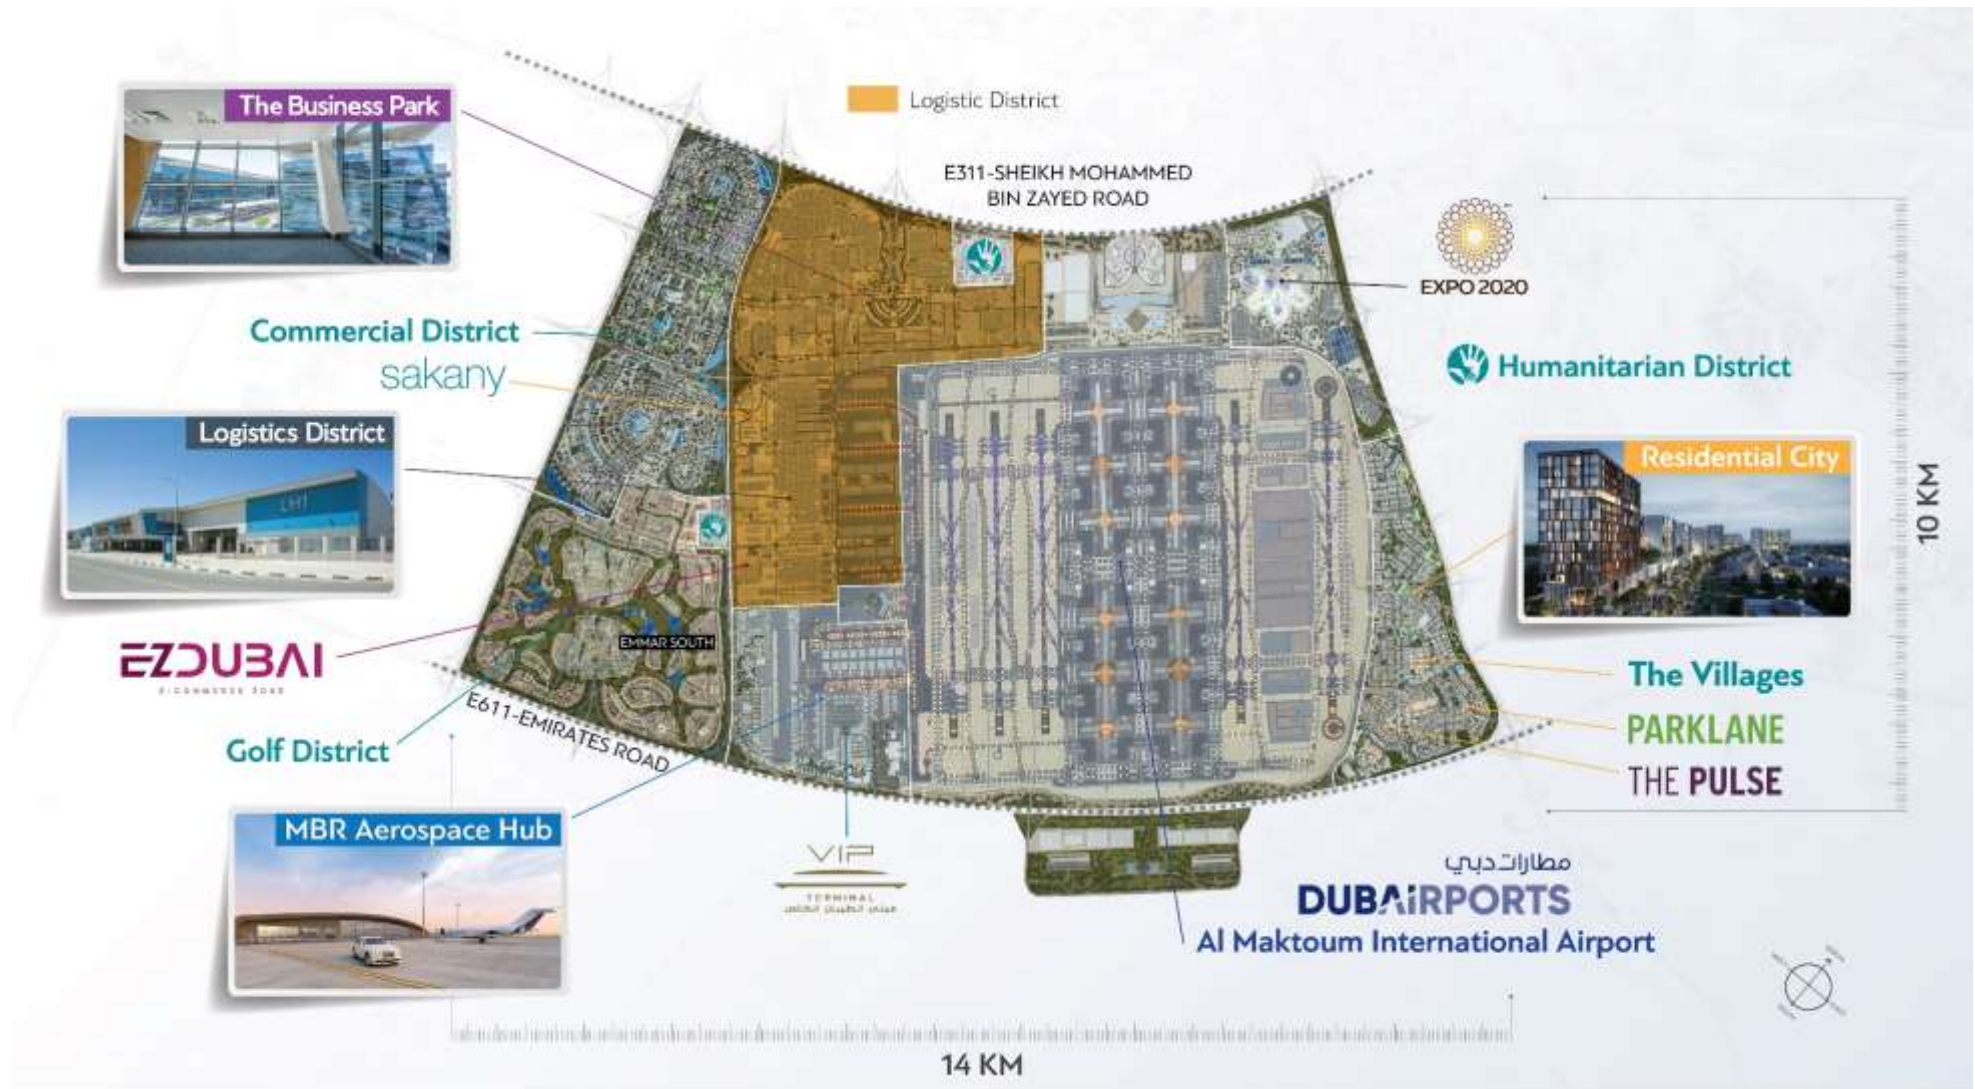 The Business Park
Logistic District
E311-SHEIKH MOHAMMED
BIN ZAYED ROAD
EXPO 2020
Commercial District
sakany
Humanitarian District
Logistics District
Residential City
10 KM
EMMAR SOUTH
EZDUBAI
E-COMMERCE ZONE
The Villages
E611-EMIRATES ROAD
PARKLANE
Golf District
THE PULSE
MBR Aerospace Hub
VIP
TERMINAL
مطارات دبي
DUBAiRPORTS
Al Maktoum International Airport
14 KM